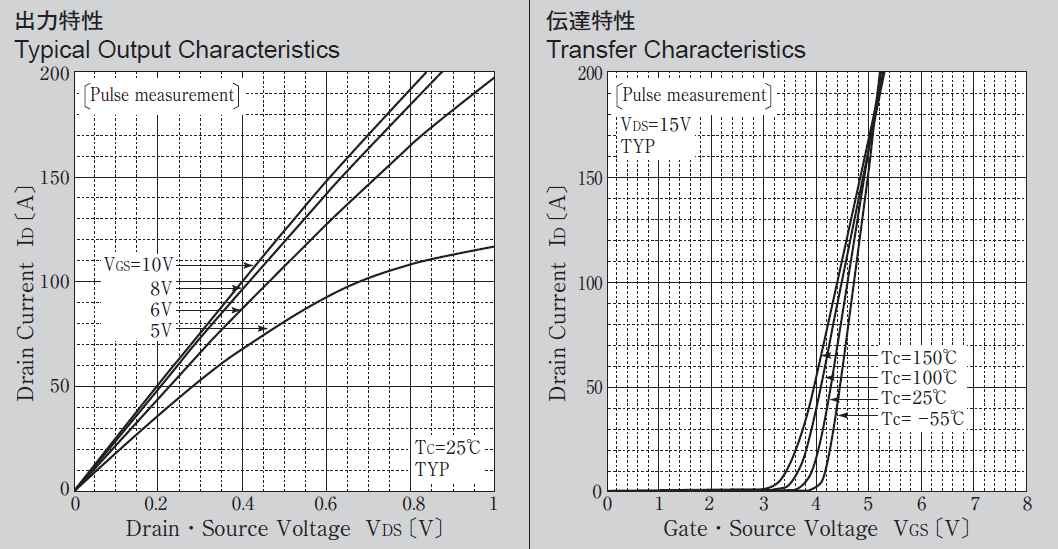 出力特性
Typical Output Characteristics
200
150
100
50
0
Drain Current ID〔A〕
〔Pulse measurement〕
VGS=10V
8V
6V
5V
TC=25℃
TYP
0 0.2 0.4 0.6 0.8 1
Drain・Source Voltage VDS〔V〕
伝達特性
Transfer Characteristics
200
150
100
50
0
Drain Current ID〔A〕
〔Pulse measurement〕
VDS=15V
TYP
Tc=150℃
Tc=100℃
Tc=25℃
Tc= -55℃
0 1 2 3 4 5 6 7 8
Gate・Source Voltage VGS〔V〕